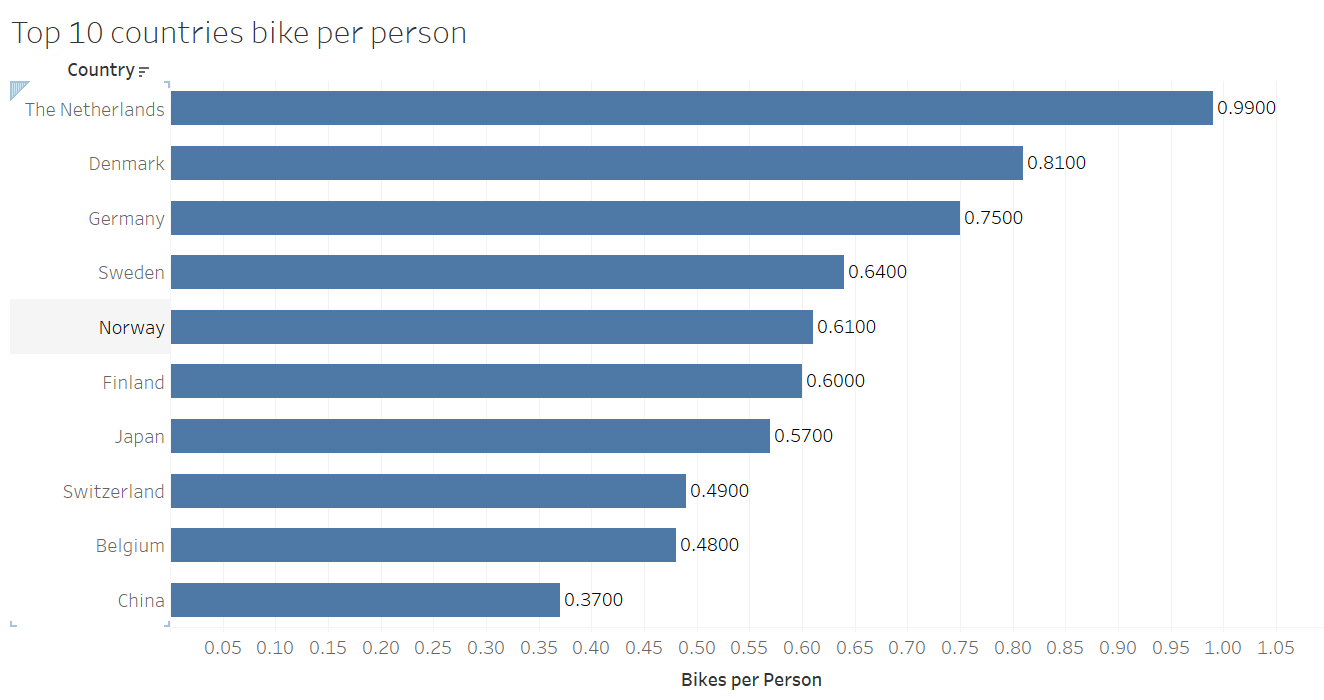 Top 10 countries bike per person
Country
The Netherlands 0.9900
Denmark 0.8100
Germany 0.7500
Sweden 0.6400
Norway 0.6100
Finland 0.6000
Japan 0.5700
Switzerland 0.4900
Belgium 0.4800
China 0.3700
0.05 0.10 0.15 0.20 0.25 0.30 0.35 0.40 0.45 0.50 0.55 0.60 0.65 0.70 0.75 0.80 0.85 0.90 0.95 1.00 1.05
Bikes per Person